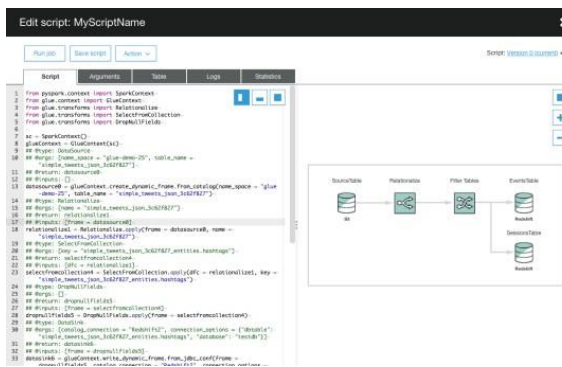 Edit script: MyScriptName
Run job
Save script
Action
Script: Version 0 (current)
Script
Arguments
Table
Logs
Statistics
1 from pyspark.context import SparkContext
2 from glue.context import GlueContext
3 from glue.transforms import Relationalize
4 from glue.transforms import SelectFromCollection
5 from glue.transforms import DropNullFields
6
7 sc = SparkContext()
8 glueContext = GlueContext(sc)
9 ## @type: DataSource
10 ## @args: [name_space = "glue-demo-25", table_name =
"simple_tweets_json_3c62f827"]
11 ## @return: datasource0
12 ## @inputs: []
13 datasource0 = glueContext.create_dynamic_frame.from_catalog(name_space = "glue
-demo-25", table_name = "simple_tweets_json_3c62f827")
14 ## @type: Relationalize
15 ## @args: [name = "simple_tweets_json_3c62f827"]
16 ## @return: relationalize1
17 ## @inputs: [frame = datasource0]
18 relationalize1 = Relationalize.apply(frame = datasource0, name =
"simple_tweets_json_3c62f827")
19 ## @type: SelectFromCollection
20 ## @args: [key = "simple_tweets_json_3c62f827_entities.hashtags"]
21 ## @return: selectfromcollection4
22 ## @inputs: [dfc = relationalize1]
23 selectfromcollection4 = SelectFromCollection.apply(dfc = relationalize1, key =
"simple_tweets_json_3c62f827_entities.hashtags")
24 ## @type: DropNullFields
25 ## @args: []
26 ## @return: dropnullfields5
27 ## @inputs: [frame = selectfromcollection4]
28 dropnullfields5 = DropNullFields.apply(frame = selectfromcollection4)
29 ## @type: DataSink
30 ## @args: [catalog_connection = "Redshift2", connection_options = {"dbtable":
"simple_tweets_json_3c62f827_entities.hashtags", "database": "testdb"}]
31 ## @return: datasink6
32 ## @inputs: [frame = dropnullfields5]
33 datasink6 = glueContext.write_dynamic_frame.from_jdbc_conf(frame =
dropnullfields5, catalog_connection = "Redshift2", connection_options =
SourceTable
Relationalize
Filter Tables
EventsTable
S3
Redshift
SessionsTable
Redshift